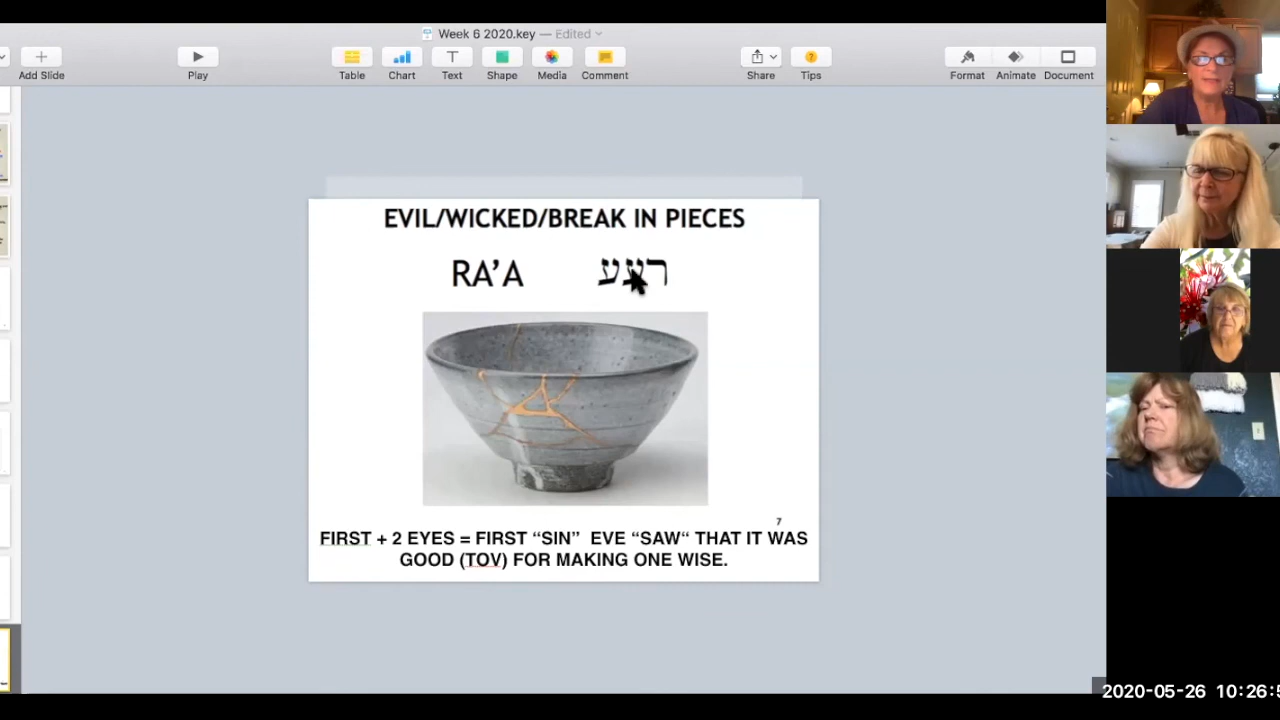 Week 6 2020.key — Edited
Add Slide
Play
Table
Chart
Text
Shape
Media
Comment
Share
Tips
Format
Animate
Document
EVIL/WICKED/BREAK IN PIECES
RA’A רעע
7
FIRST + 2 EYES = FIRST “SIN” EVE “SAW“ THAT IT WAS
GOOD (TOV) FOR MAKING ONE WISE.
2020-05-26 10:26:5